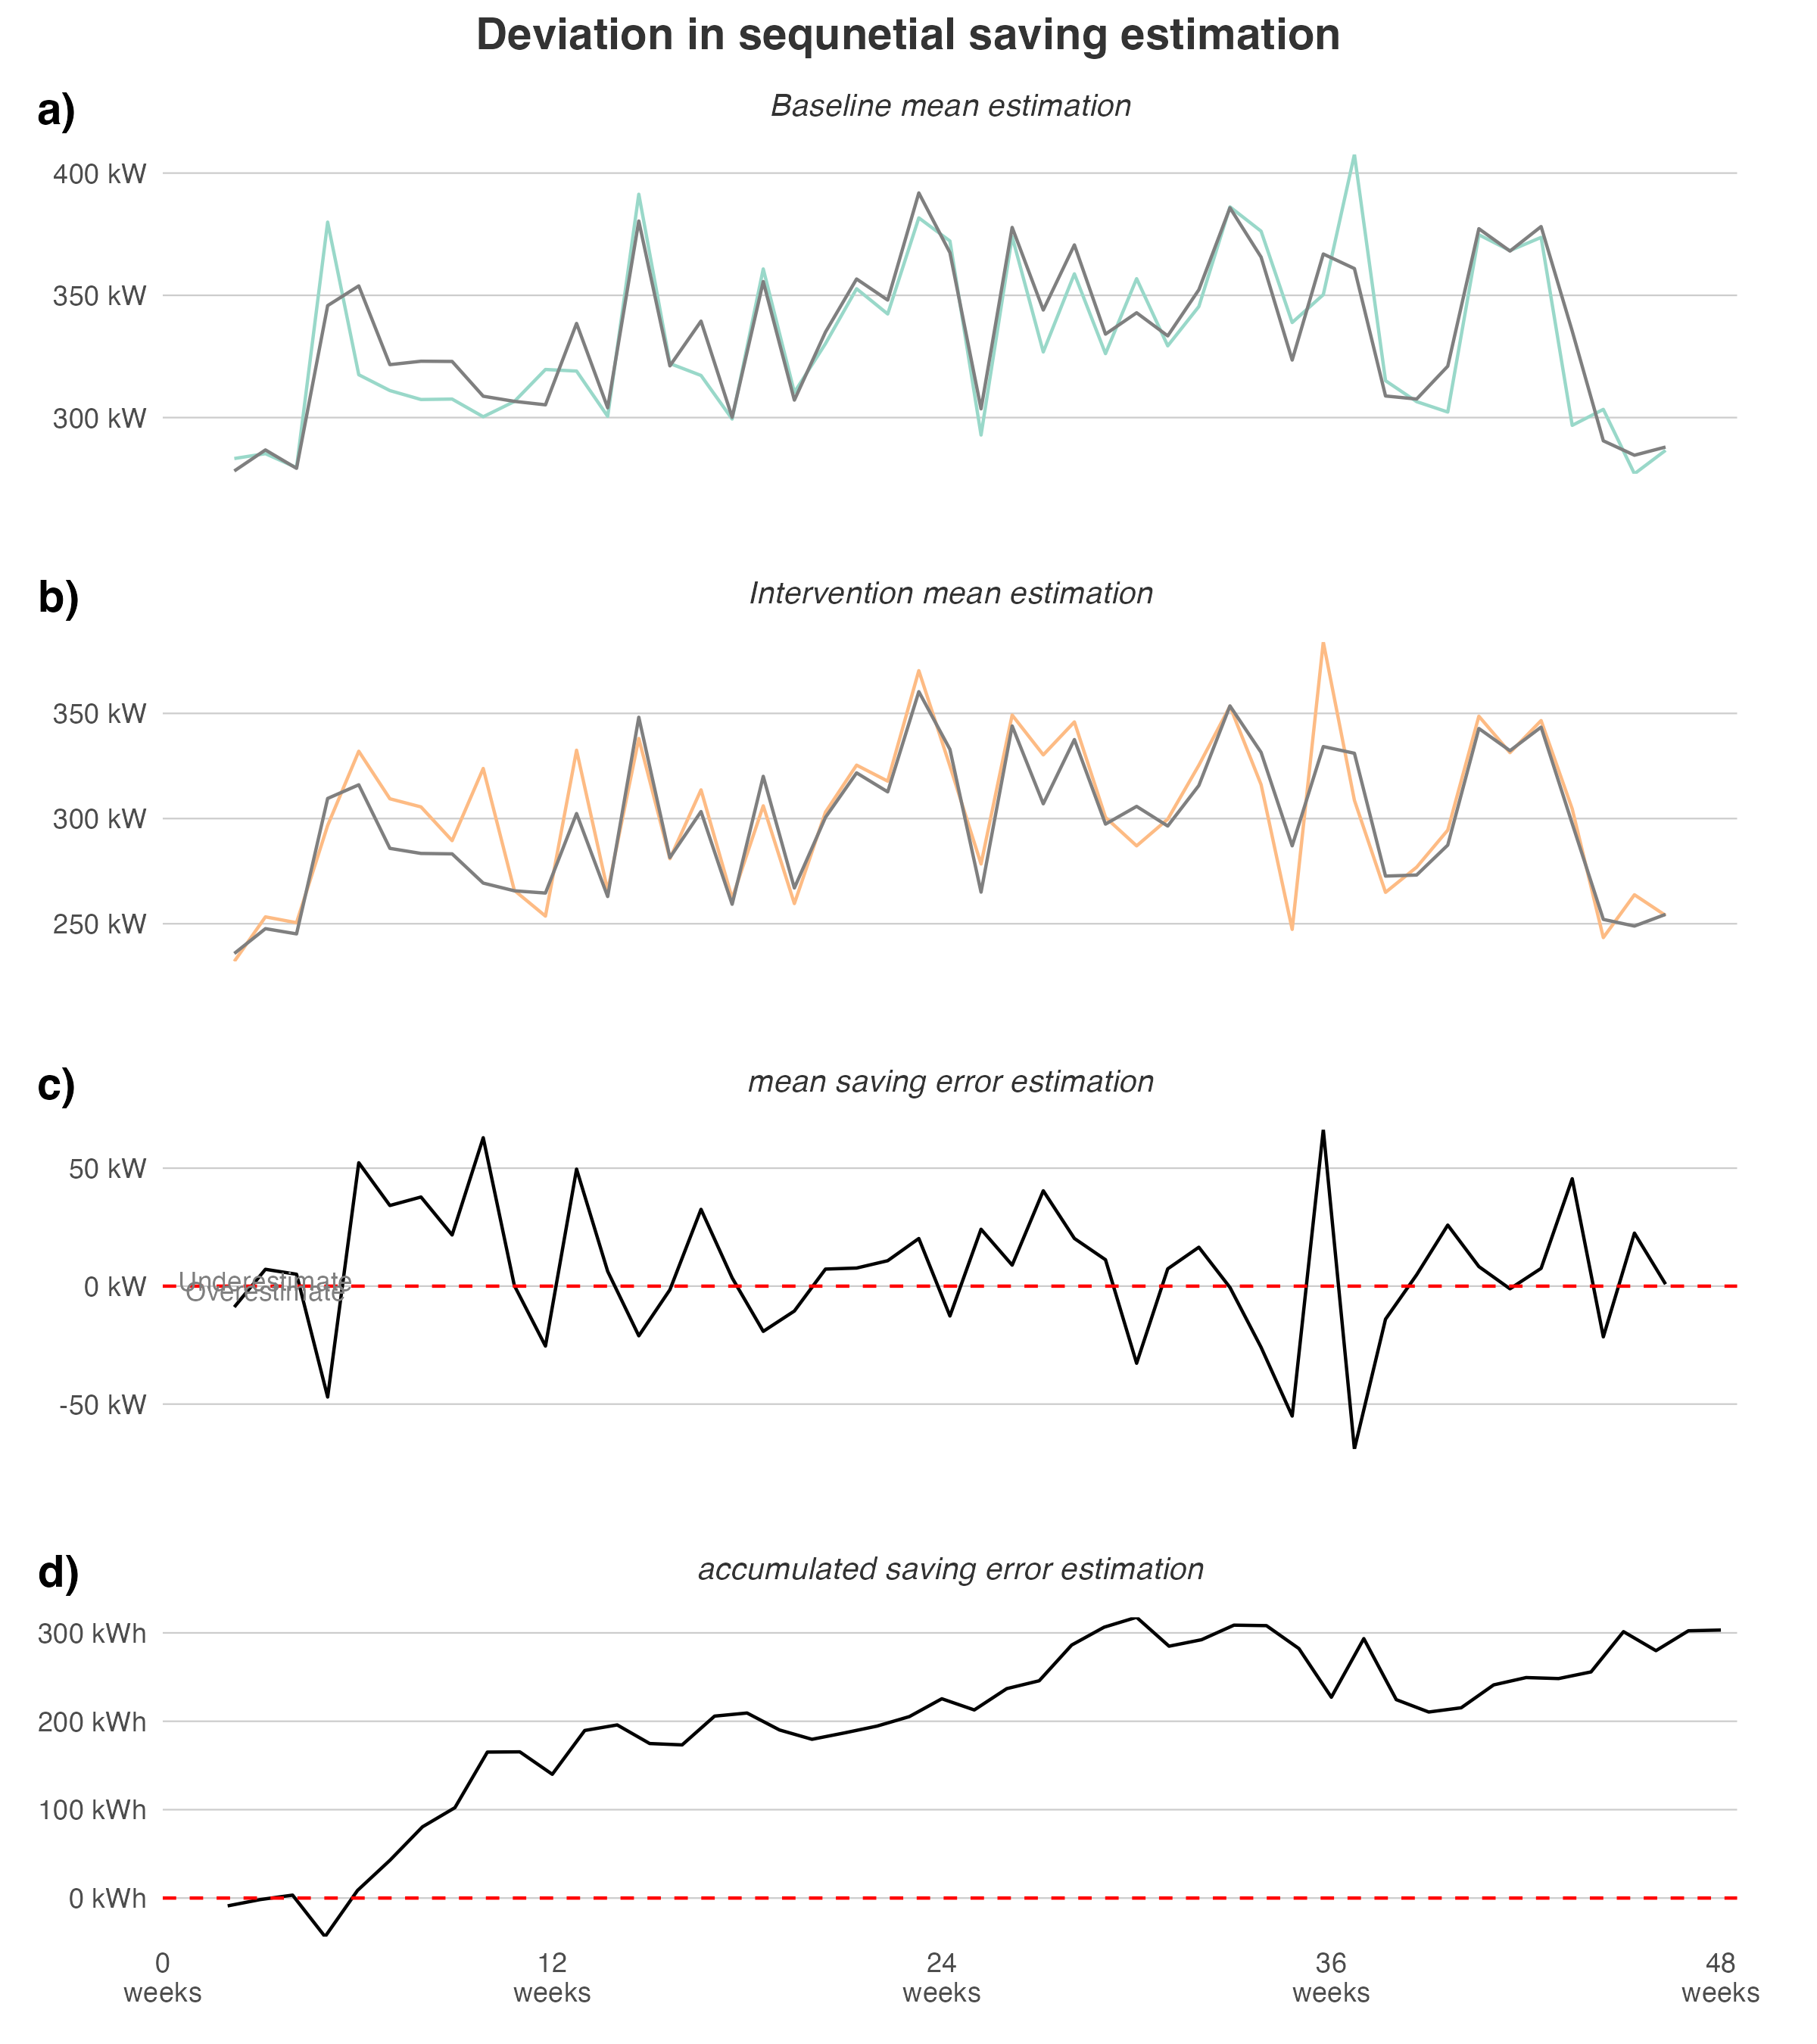 Deviation in sequnetial saving estimation
a)
Baseline mean estimation
400 kW
350 kW
300 kW
b)
Intervention mean estimation
350 kW
300 kW
250 kW
c)
mean saving error estimation
50 kW
Underestimate
0 kW
Overestimate
-50 kW
d)
accumulated saving error estimation
300 kWh
200 kWh
100 kWh
0 kWh
0 12 24 36 48
weeks weeks weeks weeks weeks